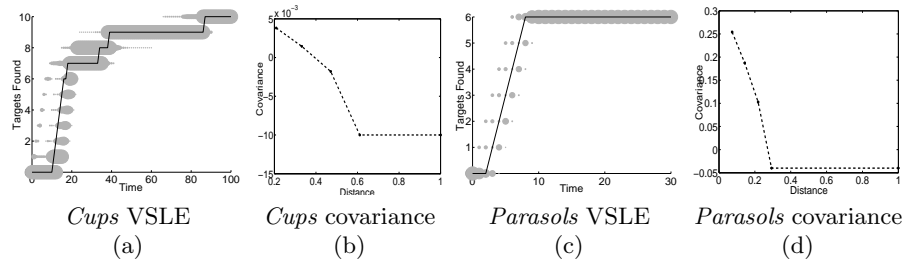 10
8
6
4
2
Targets Found
0 20 40 60 80 100
Time
Cups VSLE
(a)
x 10⁻³
5
0
−5
−10
−15
Covariance
0.2 0.4 0.6 0.8 1
Distance
Cups covariance
(b)
6
5
4
3
2
1
Targets Found
0 10 20 30
Time
Parasols VSLE
(c)
0.3
0.25
0.2
0.15
0.1
0.05
0
−0.05
Covariance
0 0.2 0.4 0.6 0.8 1
Distance
Parasols covariance
(d)